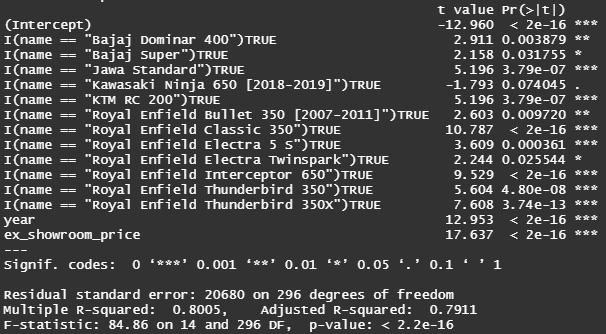 t value Pr(>|t|)
(Intercept) -12.960 < 2e-16 ***
I(name == "Bajaj Dominar 400")TRUE 2.911 0.003879 **
I(name == "Bajaj Super")TRUE 2.158 0.031755 *
I(name == "Jawa Standard")TRUE 5.196 3.79e-07 ***
I(name == "Kawasaki Ninja 650 [2018-2019]")TRUE -1.793 0.074045 .
I(name == "KTM RC 200")TRUE 5.196 3.79e-07 ***
I(name == "Royal Enfield Bullet 350 [2007-2011]")TRUE 2.603 0.009720 **
I(name == "Royal Enfield Classic 350")TRUE 10.787 < 2e-16 ***
I(name == "Royal Enfield Electra 5 S")TRUE 3.609 0.000361 ***
I(name == "Royal Enfield Electra Twinspark")TRUE 2.244 0.025544 *
I(name == "Royal Enfield Interceptor 650")TRUE 9.529 < 2e-16 ***
I(name == "Royal Enfield Thunderbird 350")TRUE 5.604 4.80e-08 ***
I(name == "Royal Enfield Thunderbird 350X")TRUE 7.608 3.74e-13 ***
year 12.953 < 2e-16 ***
ex_showroom_price 17.637 < 2e-16 ***
---
Signif. codes: 0 ‘***’ 0.001 ‘**’ 0.01 ‘*’ 0.05 ‘.’ 0.1 ‘ ’ 1
Residual standard error: 20680 on 296 degrees of freedom
Multiple R-squared: 0.8005, Adjusted R-squared: 0.7911
F-statistic: 84.86 on 14 and 296 DF, p-value: < 2.2e-16